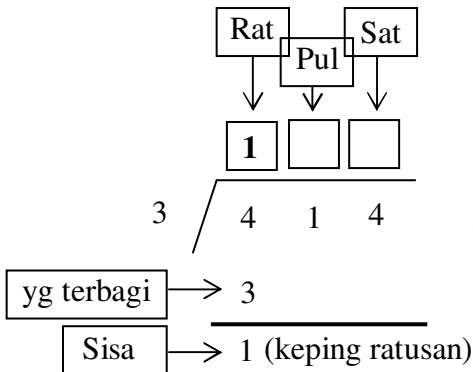 Rat Sat
Pul
1
3 4 1 4
yg terbagi 3
Sisa 1 (keping ratusan)